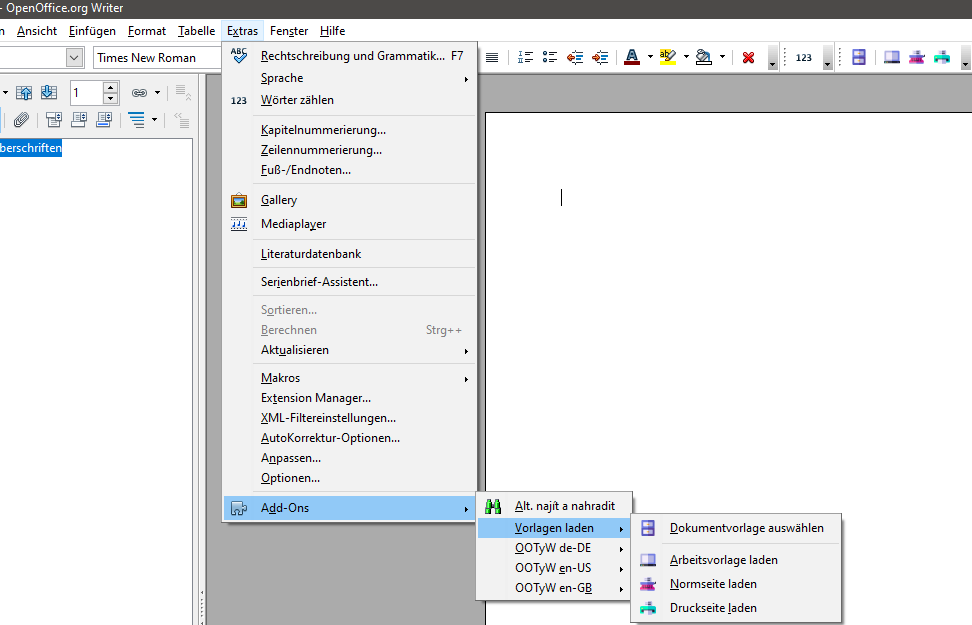 - OpenOffice.org Writer
n Ansicht Einfügen Format Tabelle Extras Fenster Hilfe
Times New Roman
123
1
berschriften
ABC Rechtschreibung und Grammatik... F7
Sprache
123 Wörter zählen
Kapitelnummerierung...
Zeilennummerierung...
Fuß-/Endnoten...
Gallery
Mediaplayer
Literaturdatenbank
Serienbrief-Assistent...
Sortieren...
Berechnen Strg++
Aktualisieren
Makros
Extension Manager...
XML-Filtereinstellungen...
AutoKorrektur-Optionen...
Anpassen...
Optionen...
Add-Ons
Alt. najít a nahradit
Vorlagen laden
OOTyW de-DE
OOTyW en-US
OOTyW en-GB
Dokumentvorlage auswählen
Arbeitsvorlage laden
Normseite laden
Druckseite laden